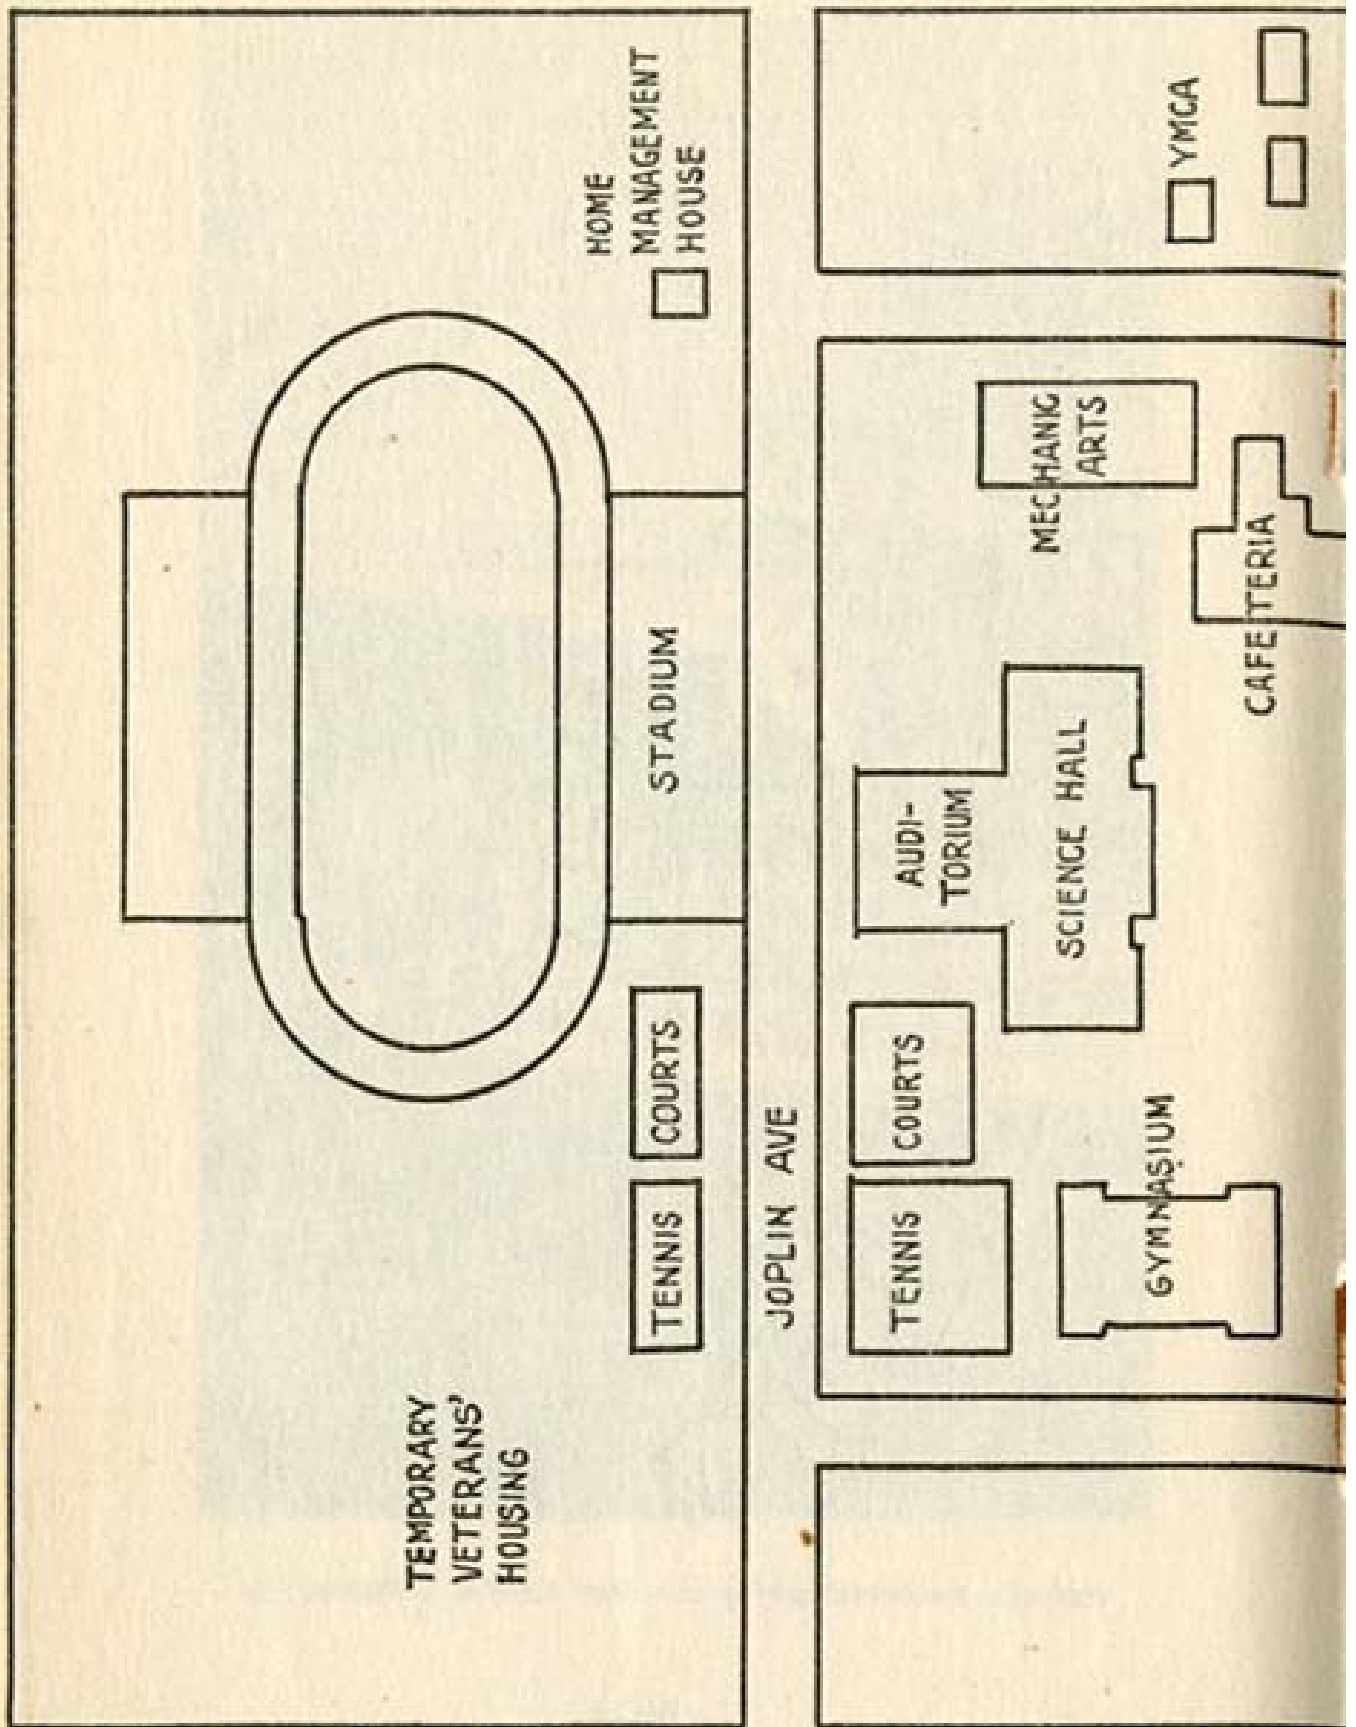 TEMPORARY
VETERANS'
HOUSING
HOME
MANAGEMENT
HOUSE
STADIUM
TENNIS
COURTS
JOPLIN AVE
TENNIS
COURTS
AUDI-
TORIUM
SCIENCE HALL
MECHANIC
ARTS
GYMNASIUM
CAFETERIA
YMCA